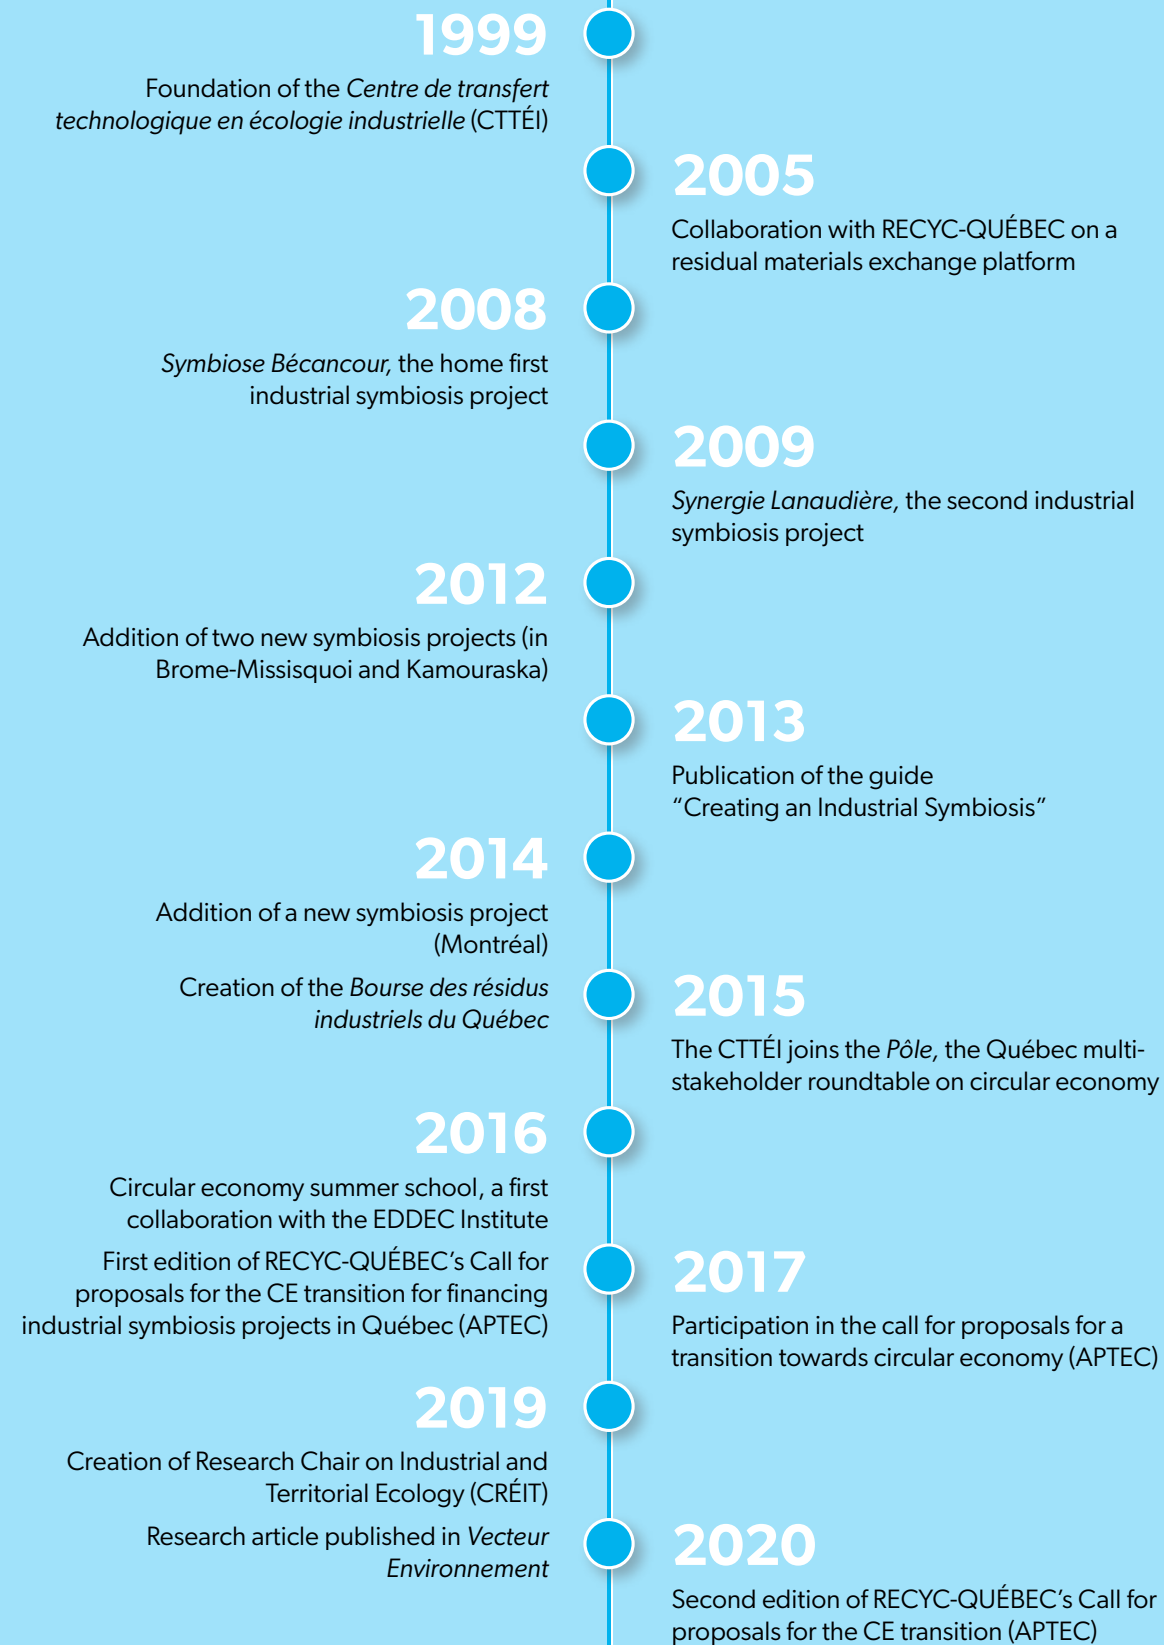 1999
Foundation of the Centre de transfert
technologique en écologie industrielle (CTTÉI)
2005
Collaboration with RECYC-QUÉBEC on a
residual materials exchange platform
2008
Symbiose Bécancour, the home first
industrial symbiosis project
2009
Synergie Lanaudière, the second industrial
symbiosis project
2012
Addition of two new symbiosis projects (in
Brome-Missisquoi and Kamouraska)
2013
Publication of the guide
“Creating an Industrial Symbiosis”
2014
Addition of a new symbiosis project
(Montréal)
Creation of the Bourse des résidus
industriels du Québec
2015
The CTTÉI joins the Pôle, the Québec multi-
stakeholder roundtable on circular economy
2016
Circular economy summer school, a first
collaboration with the EDDEC Institute
First edition of RECYC-QUÉBEC’s Call for
proposals for the CE transition for financing
industrial symbiosis projects in Québec (APTEC)
2017
Participation in the call for proposals for a
transition towards circular economy (APTEC)
2019
Creation of Research Chair on Industrial and
Territorial Ecology (CRÉIT)
Research article published in Vecteur
Environnement
2020
Second edition of RECYC-QUÉBEC’s Call for
proposals for the CE transition (APTEC)